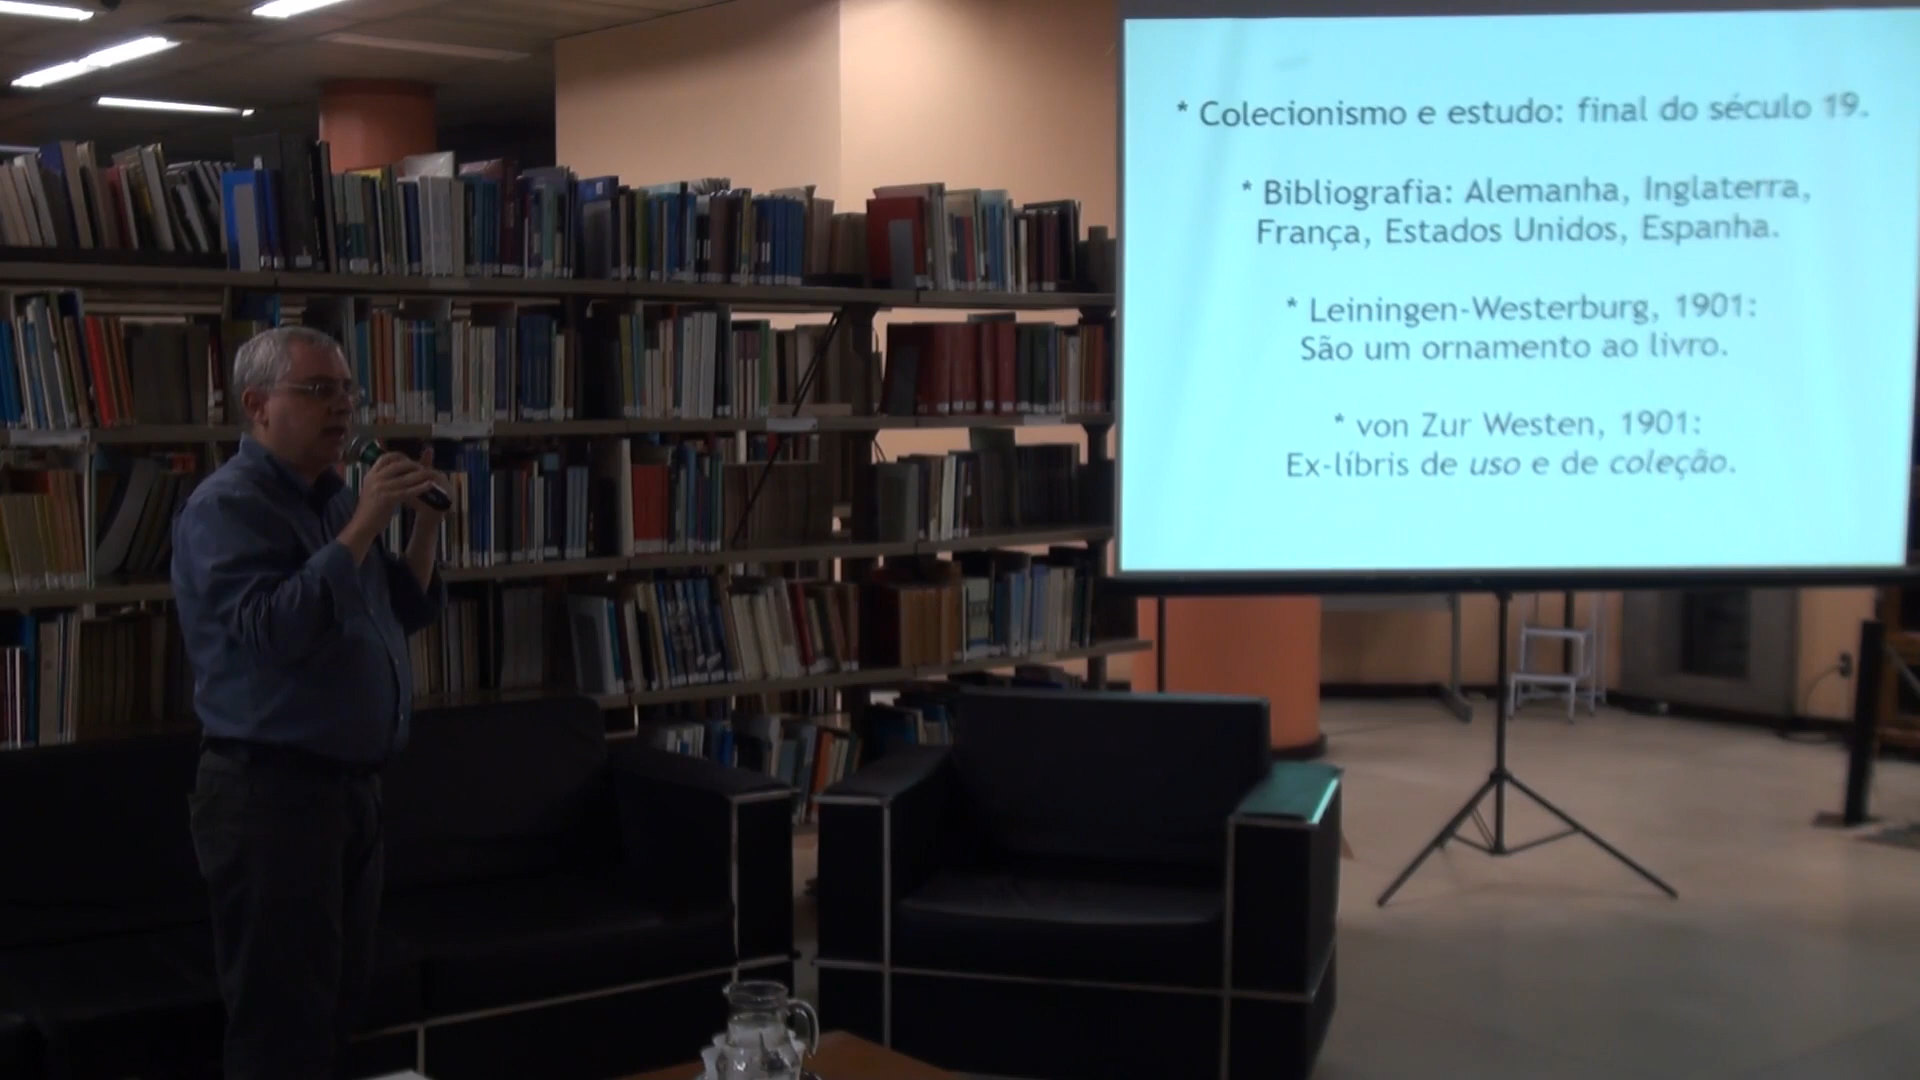 * Colecionismo e estudo: final do século 19.
* Bibliografia: Alemanha, Inglaterra,
França, Estados Unidos, Espanha.
* Leiningen-Westerburg, 1901:
São um ornamento ao livro.
* von Zur Westen, 1901:
Ex-líbris de uso e de coleção.